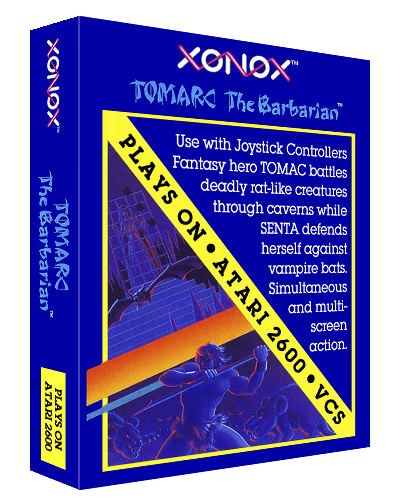 XONOX™
TOMARC The Barbarian™
Use with Joystick Controllers
Fantasy hero TOMAC battles
deadly rat-like creatures
through caverns while
SENTA defends
herself against
vampire bats.
Simultaneous
and multi-
screen
action.
PLAYS ON • ATARI 2600 • VCS
XONOX™
TOMARC
The Barbarian™
PLAYS ON
ATARI 2600